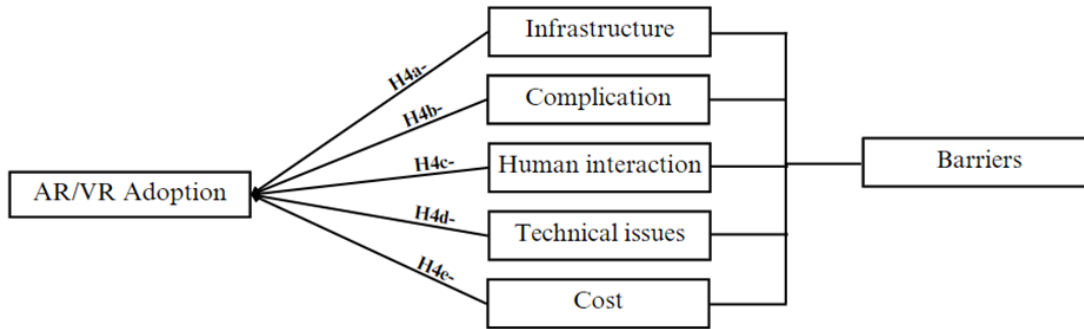 Infrastructure
H4a-
Complication
H4b-
Human interaction
H4c-
Barriers
AR/VR Adoption
H4d-
Technical issues
H4e-
Cost